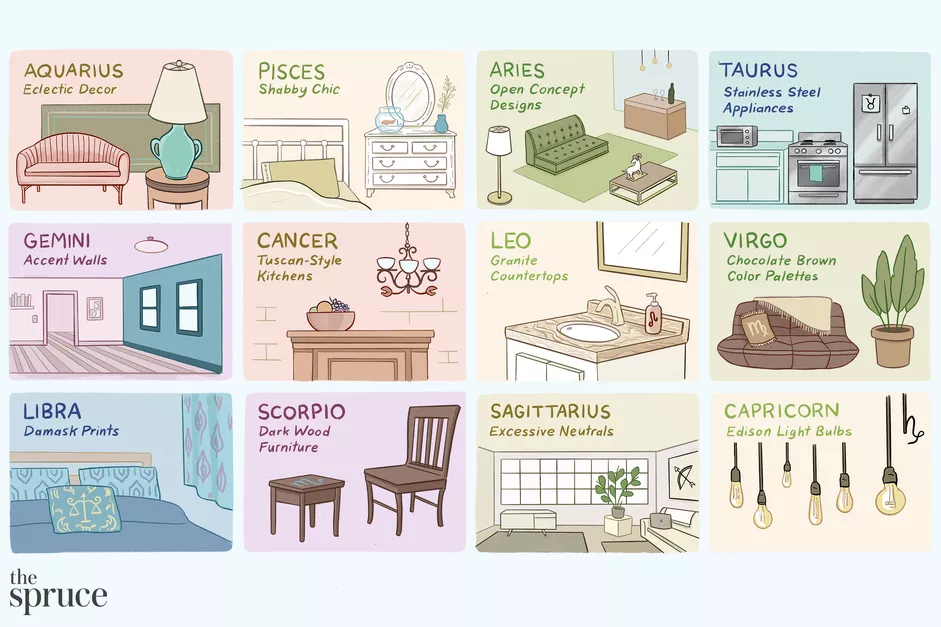 AQUARIUS
Eclectic Decor
PISCES
Shabby Chic
ARIES
Open Concept
Designs
TAURUS
Stainless Steel
Appliances
GEMINI
Accent Walls
CANCER
Tuscan-Style
Kitchens
LEO
Granite
Countertops
VIRGO
Chocolate Brown
Color Palettes
LIBRA
Damask Prints
SCORPIO
Dark Wood
Furniture
SAGITTARIUS
Excessive Neutrals
CAPRICORN
Edison Light Bulbs
the
spruce